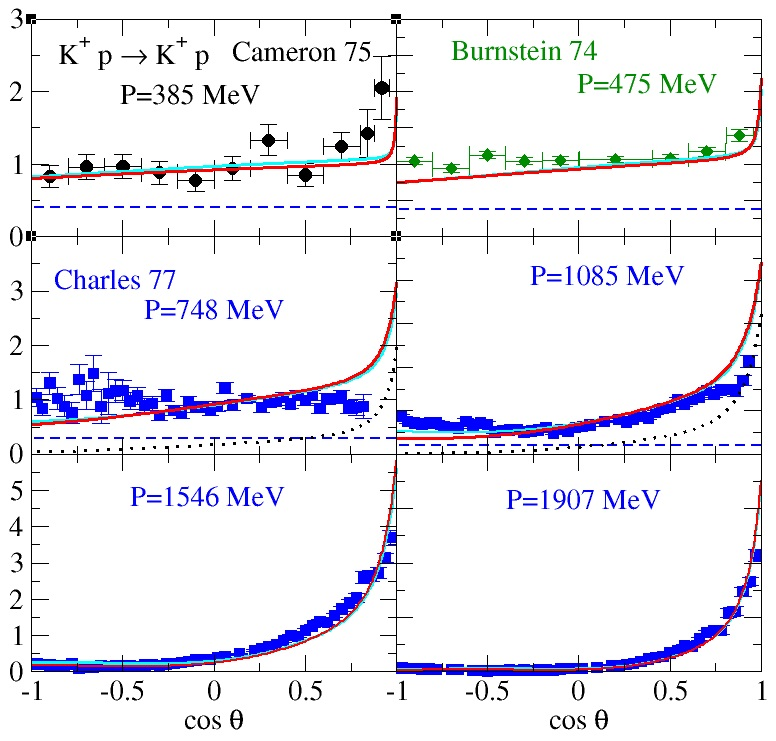 3
K⁺ p → K⁺ p Cameron 75
P=385 MeV
2
1
0
Burnstein 74
P=475 MeV
Charles 77
P=748 MeV
3
2
1
0
P=1085 MeV
P=1546 MeV
5
4
3
2
1
0
P=1907 MeV
-1 -0.5 0 0.5 -1 -0.5 0 0.5 1
cos θ cos θ